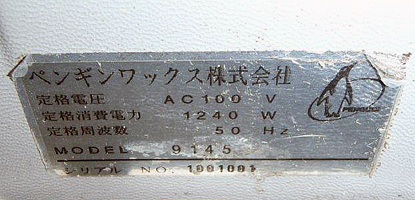 ペンギンワックス株式会社
定格電圧 AC100 V
定格消費電力 1240 W
定格周波数 50 Hz
MODEL 9145
シリアル NO. 1001001